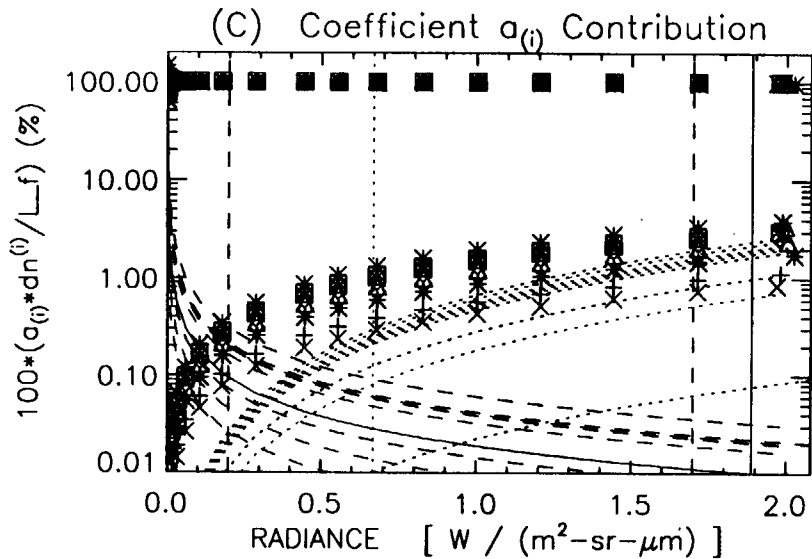 (C) Coefficient a(i) Contribution
100*(a(i)*dn(i)/L_f) (%)
100.00
10.00
1.00
0.10
0.01
0.0 0.5 1.0 1.5 2.0
RADIANCE [ W / (m²-sr-μm) ]